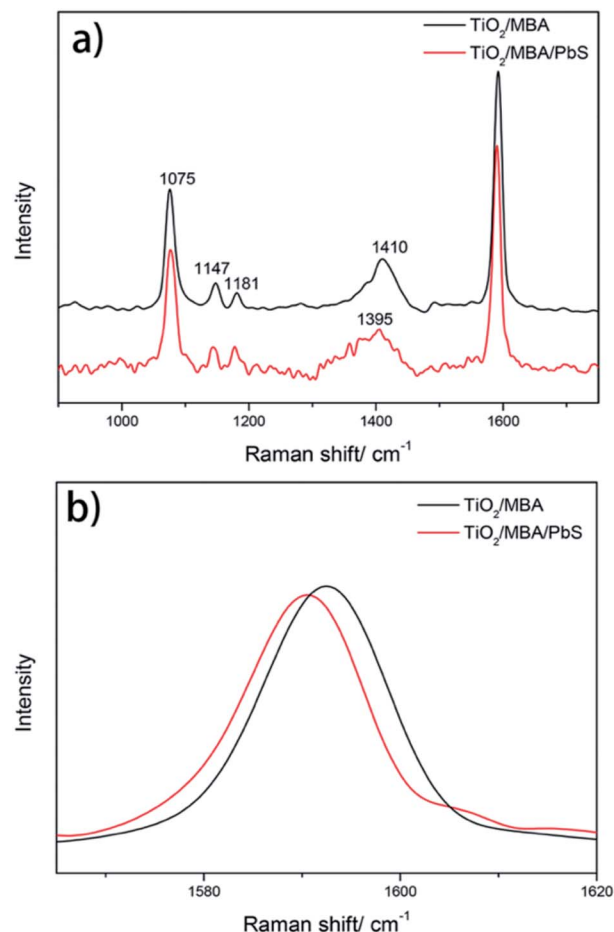 a)
TiO₂/MBA
TiO₂/MBA/PbS
1075
1147
1181
1410
1395
Intensity
1000 1200 1400 1600
Raman shift/ cm⁻¹
b)
TiO₂/MBA
TiO₂/MBA/PbS
Intensity
1580 1600 1620
Raman shift/ cm⁻¹